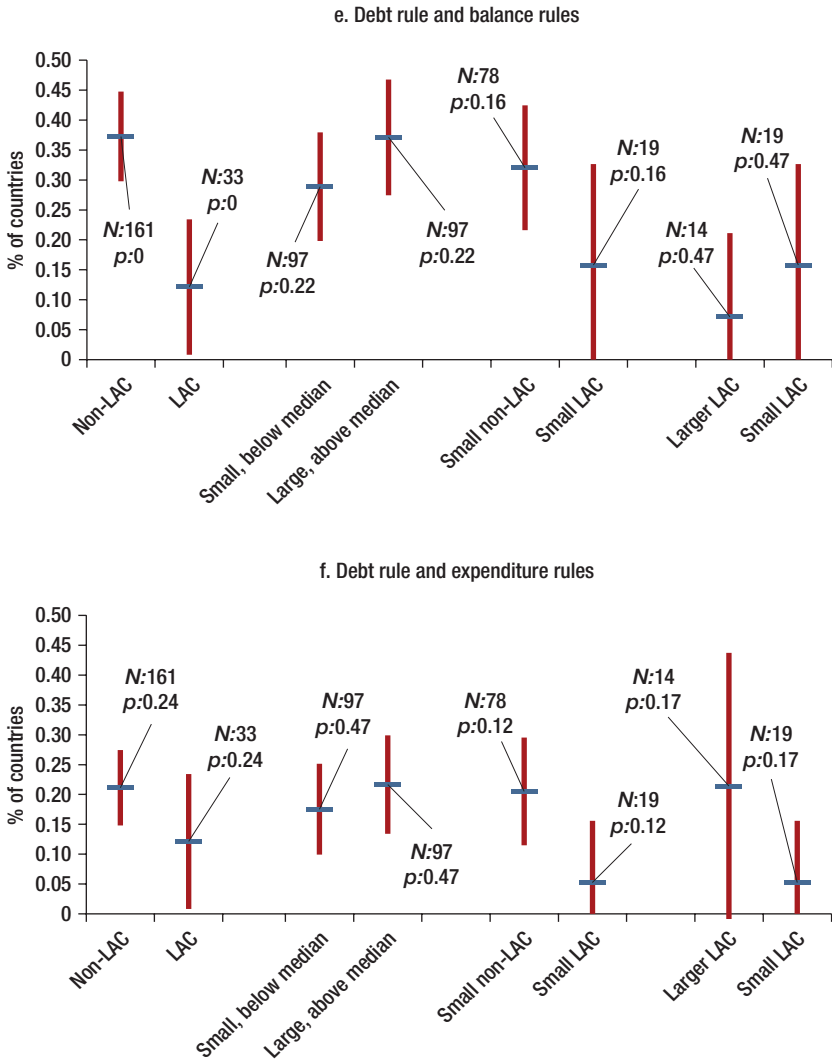 e. Debt rule and balance rules
% of countries
0.50
0.45
0.40
0.35
0.30
0.25
0.20
0.15
0.10
0.05
0
N:161
p:0
N:33
p:0
N:97
p:0.22
N:97
p:0.22
N:78
p:0.16
N:19
p:0.16
N:14
p:0.47
N:19
p:0.47
Non-LAC
LAC
Small, below median
Large, above median
Small non-LAC
Small LAC
Larger LAC
Small LAC
f. Debt rule and expenditure rules
% of countries
0.50
0.45
0.40
0.35
0.30
0.25
0.20
0.15
0.10
0.05
0
N:161
p:0.24
N:33
p:0.24
N:97
p:0.47
N:97
p:0.47
N:78
p:0.12
N:19
p:0.12
N:14
p:0.17
N:19
p:0.17
Non-LAC
LAC
Small, below median
Large, above median
Small non-LAC
Small LAC
Larger LAC
Small LAC